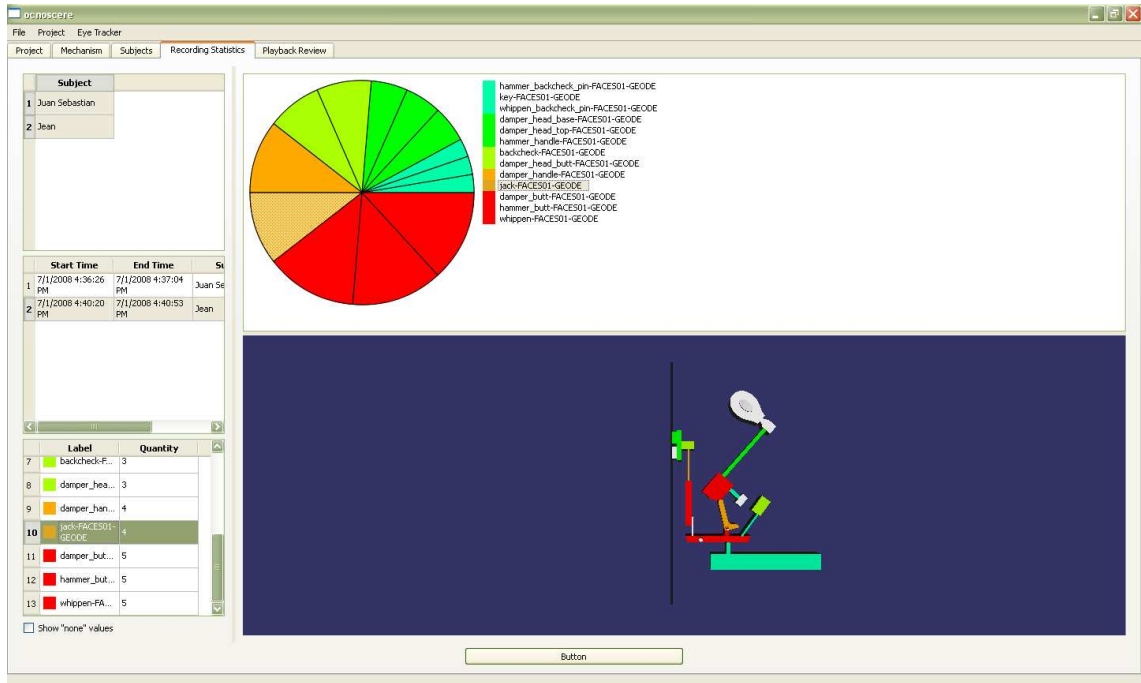 ocnoscere
File Project Eye Tracker
Project Mechanism Subjects Recording Statistics Playback Review
Subject
1 Juan Sebastian
2 Jean
Start Time End Time Su
1 7/1/2008 4:36:26 PM 7/1/2008 4:37:04 PM Juan Se
2 7/1/2008 4:40:20 PM 7/1/2008 4:40:53 PM Jean
Label Quantity
7 backcheck-F... 3
8 damper_hea... 3
9 damper_han... 4
10 jack-FACES01-GEODE 4
11 damper_but... 5
12 hammer_but... 5
13 whippen-FA... 5
Show "none" values
hammer_backcheck_pin-FACES01-GEODE
key-FACES01-GEODE
whippen_backcheck_pin-FACES01-GEODE
damper_head_base-FACES01-GEODE
damper_head_top-FACES01-GEODE
hammer_handle-FACES01-GEODE
backcheck-FACES01-GEODE
damper_head_butt-FACES01-GEODE
damper_handle-FACES01-GEODE
jack-FACES01-GEODE
damper_butt-FACES01-GEODE
hammer_butt-FACES01-GEODE
whippen-FACES01-GEODE
Button